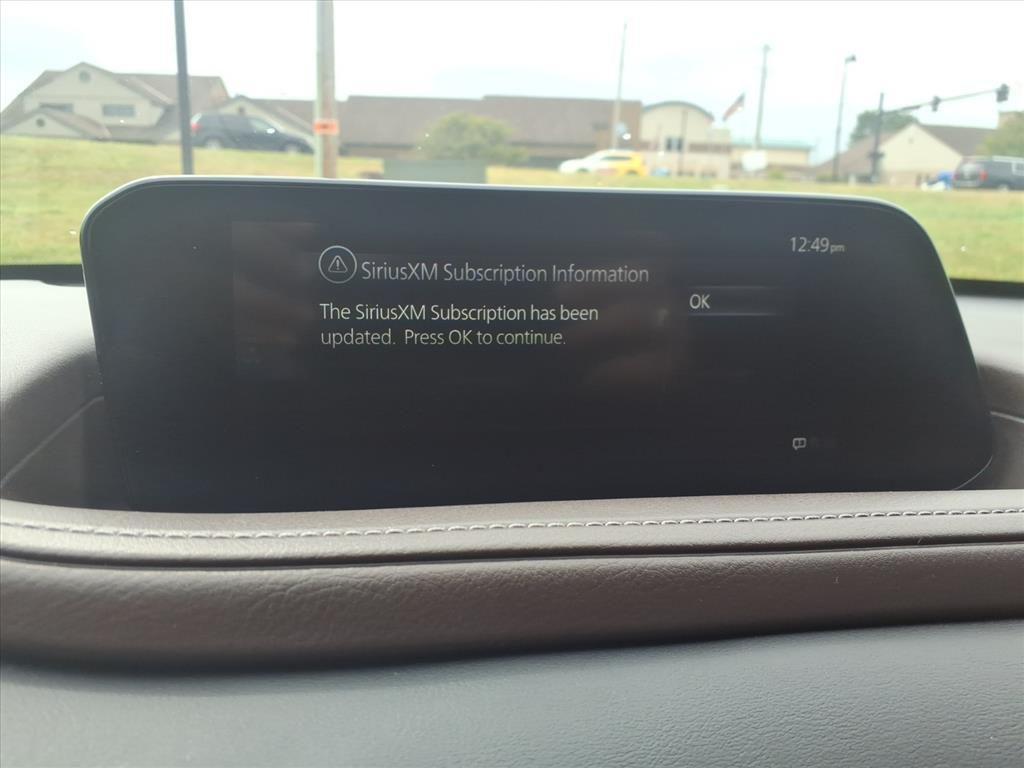 12:49pm
SiriusXM Subscription Information
The SiriusXM Subscription has been
updated. Press OK to continue.
OK